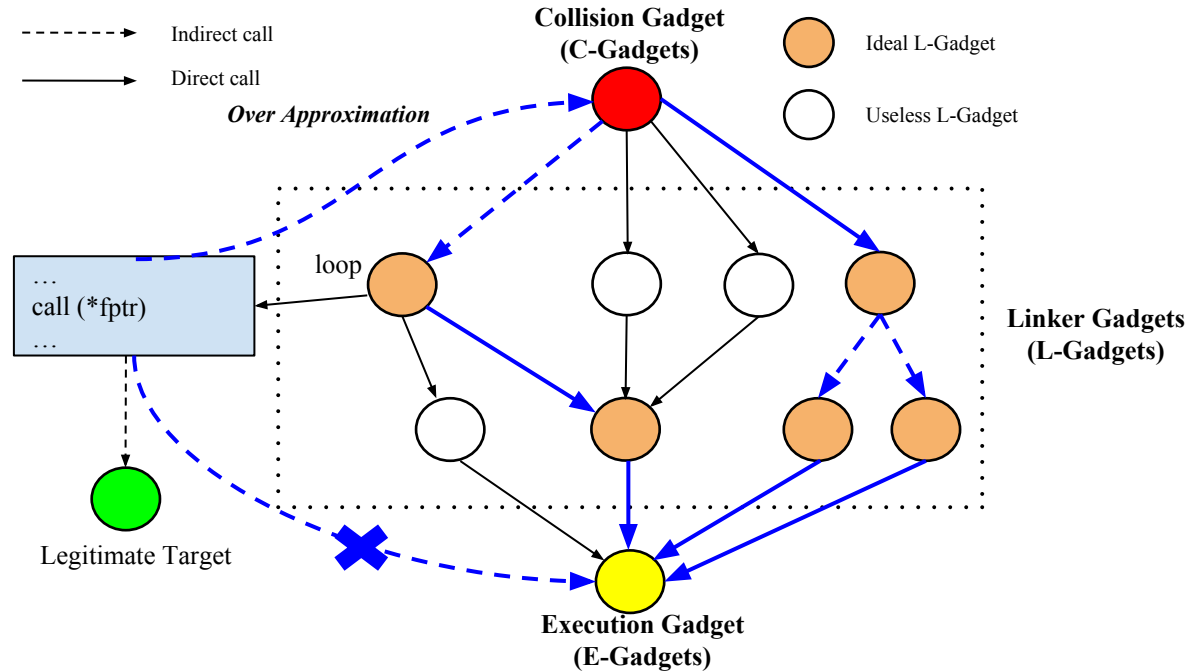 Collision Gadget
(C-Gadgets)
Indirect call
Direct call
Over Approximation
Ideal L-Gadget
Useless L-Gadget
loop
…
call (*fptr)
…
Linker Gadgets
(L-Gadgets)
Legitimate Target
Execution Gadget
(E-Gadgets)